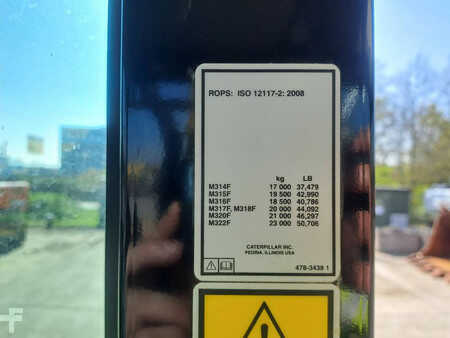 ROPS: ISO 12117-2: 2008
kg LB
M314F 17 000 37,479
M315F 19 500 42,990
M316F 18 500 40,786
M317F, M318F 20 000 44,092
M320F 21 000 46,297
M322F 23 000 50,706
CATERPILLAR INC.
PEORIA, ILLINOIS USA
478-3439 1
F